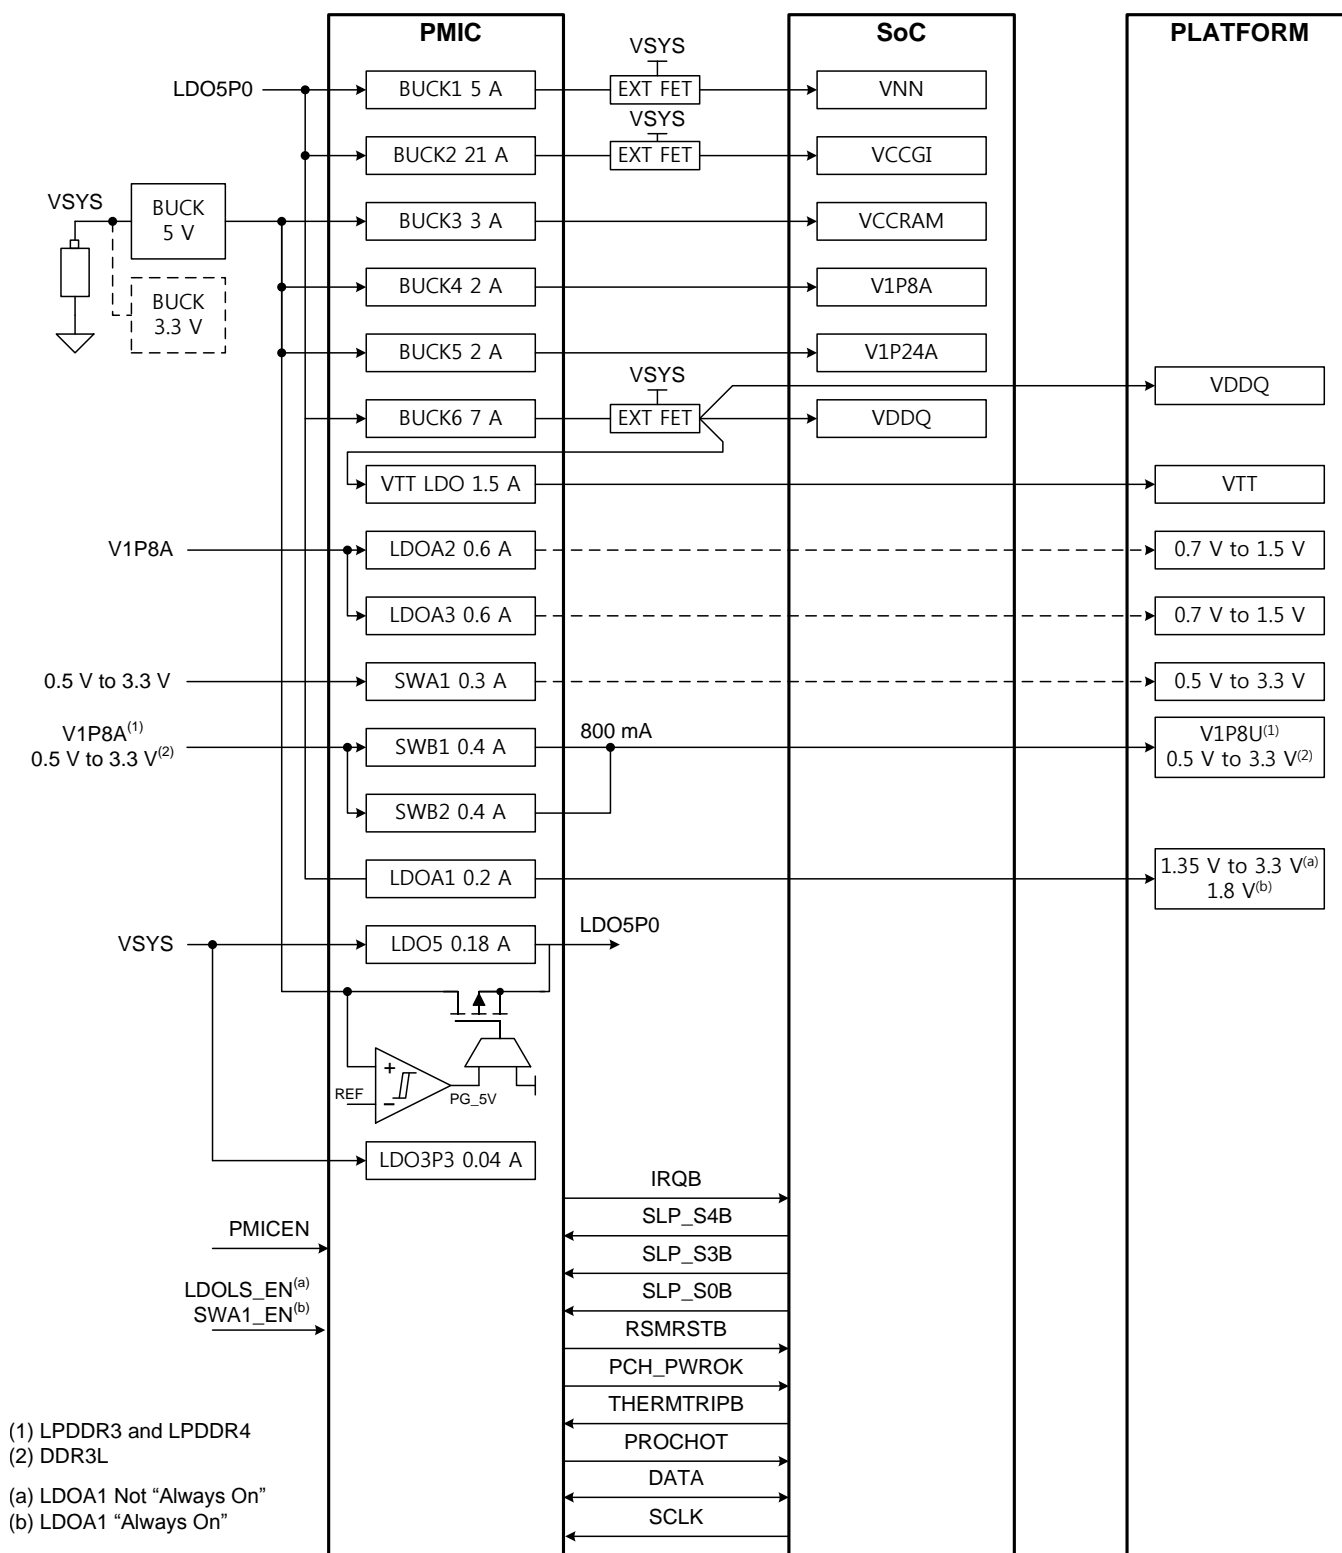 PMIC
SoC
PLATFORM
VSYS
LDO5P0
BUCK1 5 A
EXT FET
VNN
VSYS
BUCK2 21 A
EXT FET
VCCGI
VSYS
BUCK
5 V
BUCK3 3 A
VCCRAM
BUCK
3.3 V
BUCK4 2 A
V1P8A
BUCK5 2 A
V1P24A
VSYS
VDDQ
BUCK6 7 A
EXT FET
VDDQ
VTT LDO 1.5 A
VTT
V1P8A
LDOA2 0.6 A
0.7 V to 1.5 V
LDOA3 0.6 A
0.7 V to 1.5 V
0.5 V to 3.3 V
SWA1 0.3 A
0.5 V to 3.3 V
V1P8A(1)
0.5 V to 3.3 V(2)
SWB1 0.4 A
800 mA
V1P8U(1)
0.5 V to 3.3 V(2)
SWB2 0.4 A
LDOA1 0.2 A
1.35 V to 3.3 V(a)
1.8 V(b)
VSYS
LDO5 0.18 A
LDO5P0
+
REF
−
PG_5V
LDO3P3 0.04 A
IRQB
SLP_S4B
PMICEN
SLP_S3B
LDOLS_EN(a)
SWA1_EN(b)
SLP_S0B
RSMRSTB
PCH_PWROK
THERMTRIPB
PROCHOT
DATA
SCLK
(1) LPDDR3 and LPDDR4
(2) DDR3L
(a) LDOA1 Not “Always On”
(b) LDOA1 “Always On”